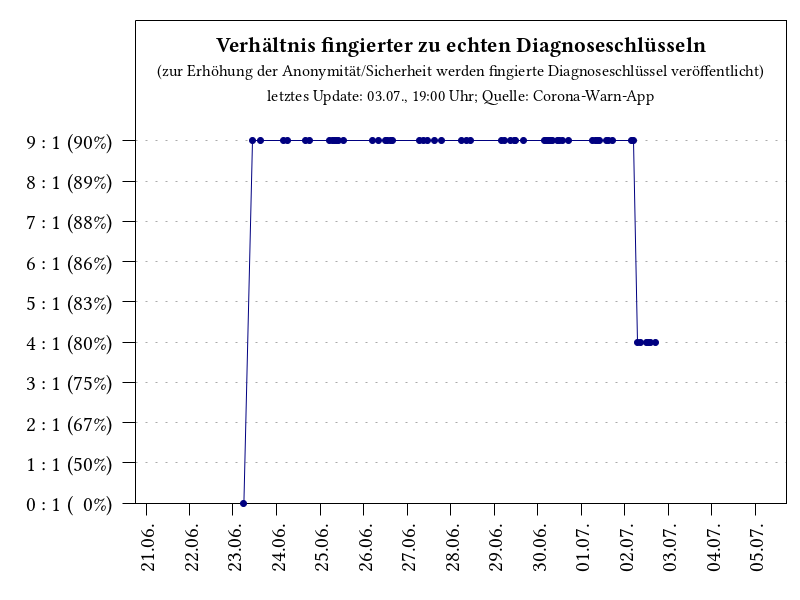 Verhältnis fingierter zu echten Diagnoseschlüsseln
(zur Erhöhung der Anonymität/Sicherheit werden fingierte Diagnoseschlüssel veröffentlicht)
letztes Update: 03.07., 19:00 Uhr; Quelle: Corona-Warn-App
9 : 1 (90%)
8 : 1 (89%)
7 : 1 (88%)
6 : 1 (86%)
5 : 1 (83%)
4 : 1 (80%)
3 : 1 (75%)
2 : 1 (67%)
1 : 1 (50%)
0 : 1 (  0%)
21.06.
22.06.
23.06.
24.06.
25.06.
26.06.
27.06.
28.06.
29.06.
30.06.
01.07.
02.07.
03.07.
04.07.
05.07.